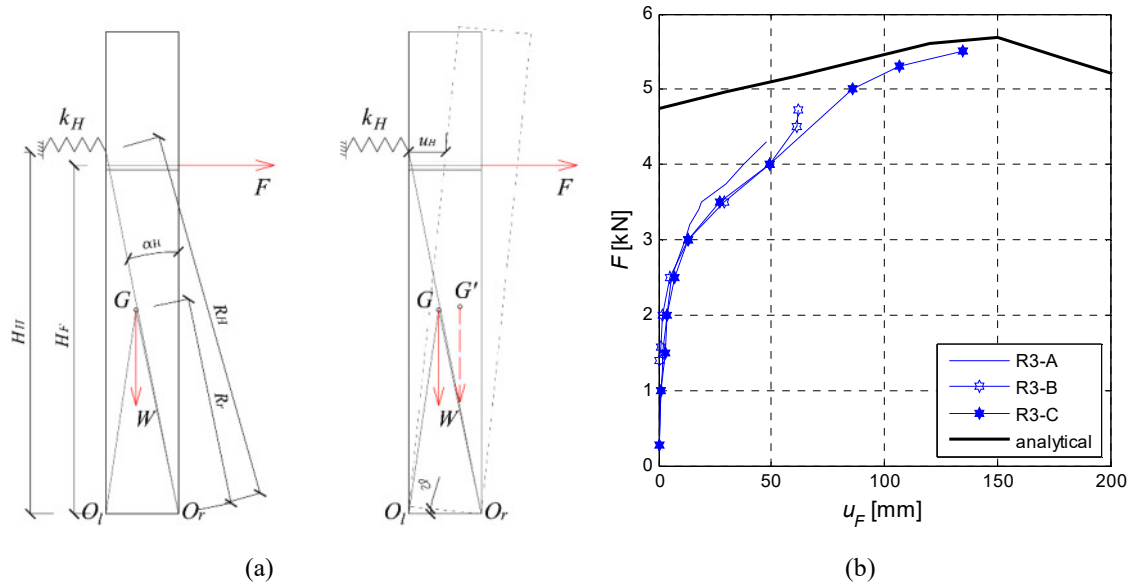 k_H
F
α_H
G
W
R_H
R_r
H_H
H_F
O_l
O_r
k_H
u_H
F
G
G'
W
ϑ
O_l
O_r
(a)
6
5
4
3
2
1
0
F [kN]
0
50
100
150
200
u_F [mm]
R3-A
R3-B
R3-C
analytical
(b)